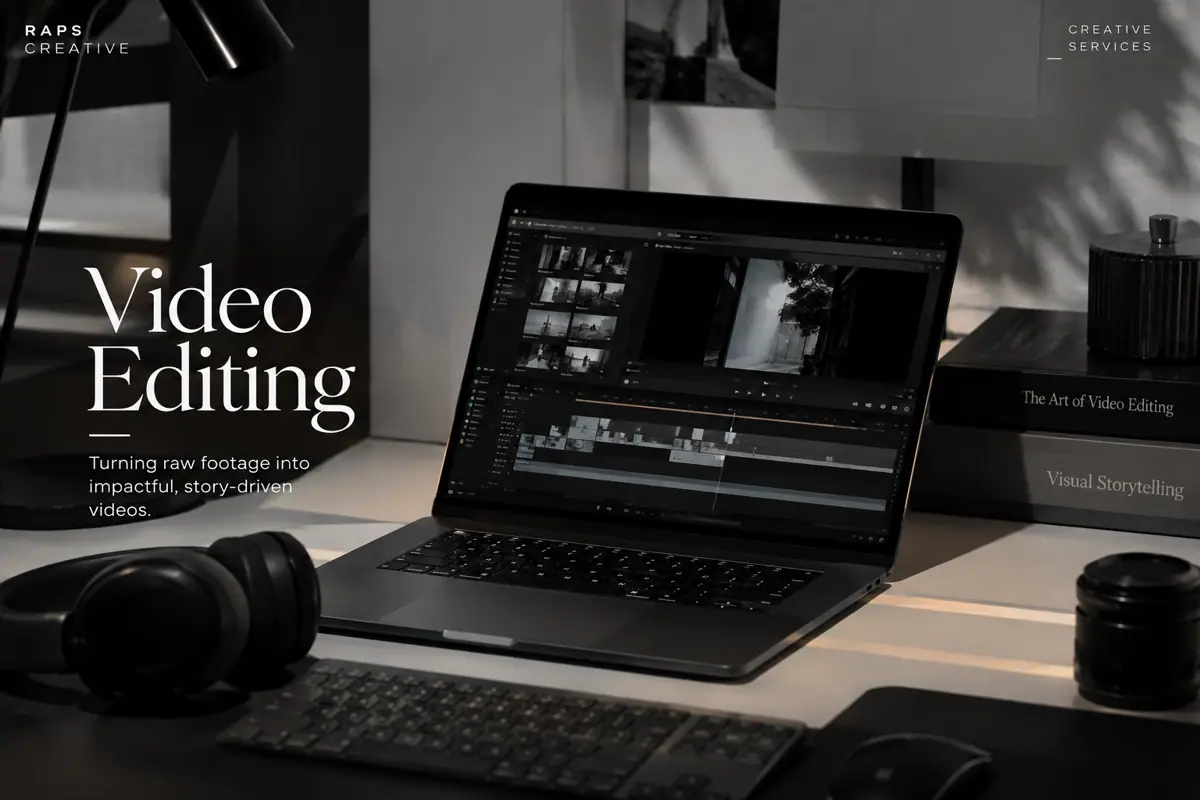 RAPS
CREATIVE
CREATIVE
SERVICES
Video
Editing
Turning raw footage into
impactful, story-driven
videos.
The Art of Video Editing
Visual Storytelling